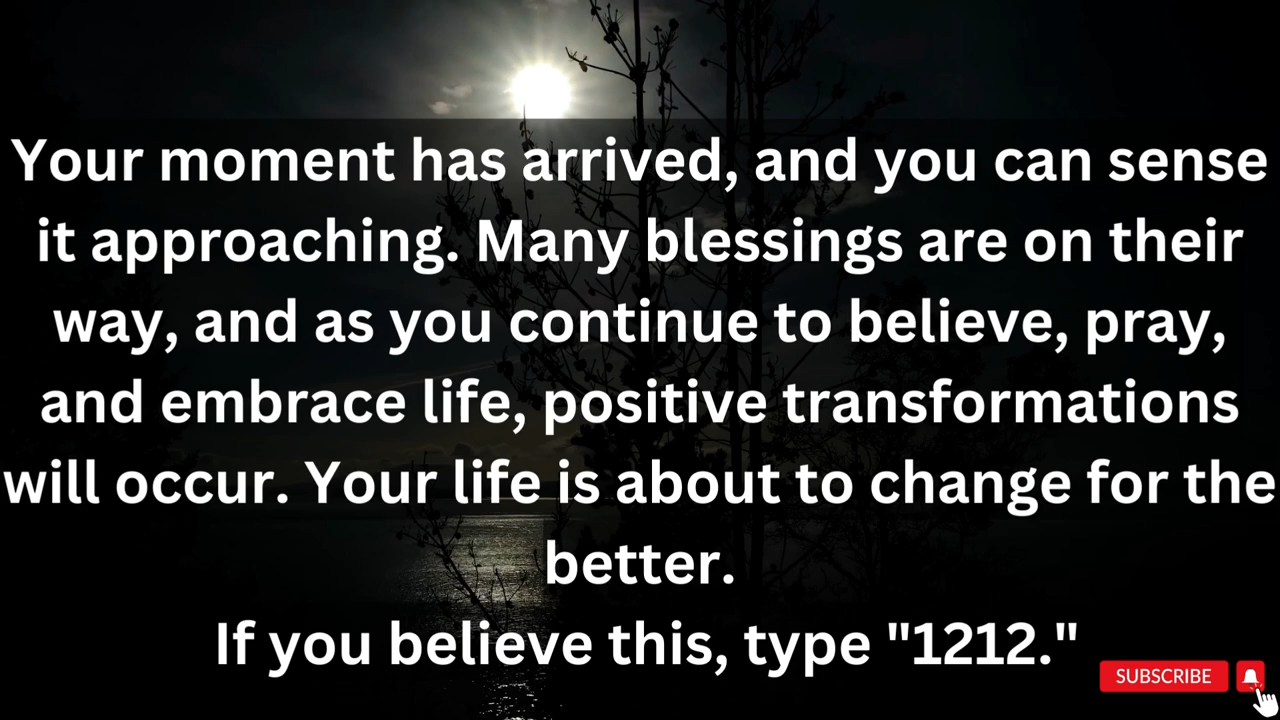 Your moment has arrived, and you can sense
it approaching. Many blessings are on their
way, and as you continue to believe, pray,
and embrace life, positive transformations
will occur. Your life is about to change for the
better.
If you believe this, type "1212."
SUBSCRIBE